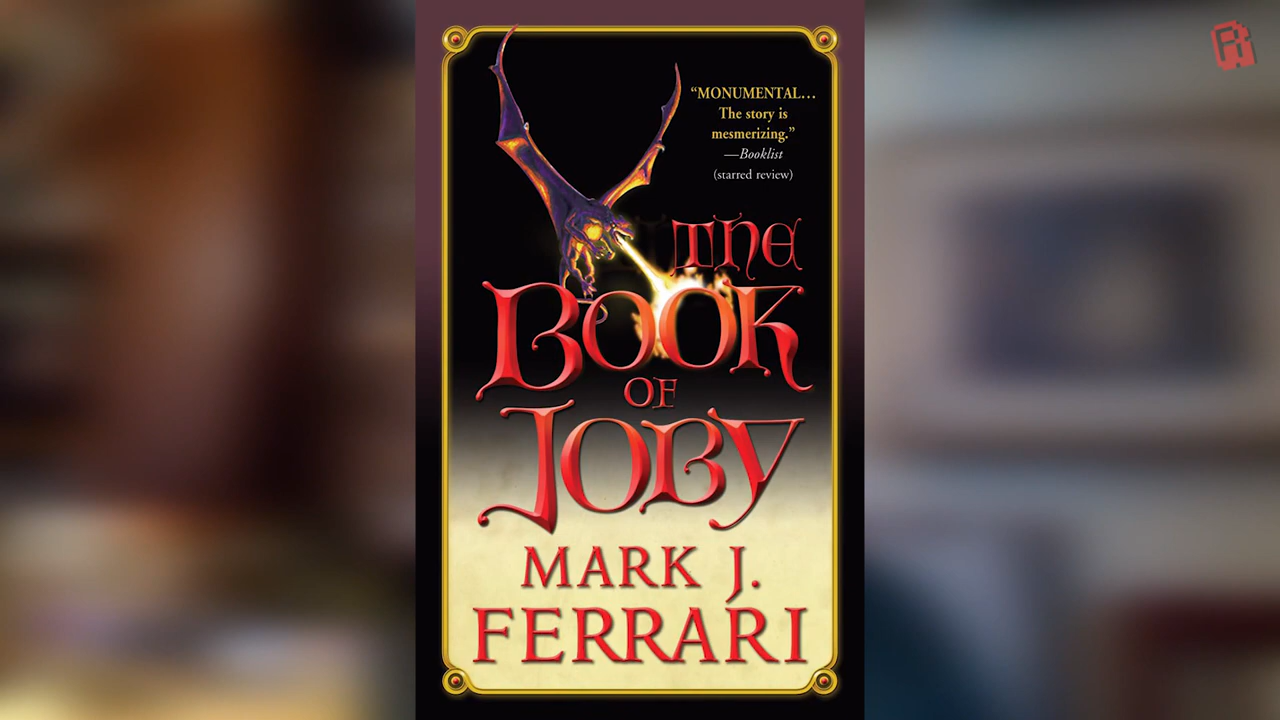 “MONUMENTAL…
The story is
mesmerizing.”
—Booklist
(starred review)
THE
BOOK
OF
JOBY
MARK J.
FERRARI
R